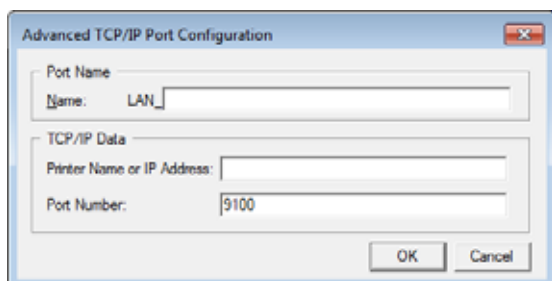 Advanced TCP/IP Port Configuration
Port Name
Name: LAN_
TCP/IP Data
Printer Name or IP Address:
Port Number: 9100
OK Cancel